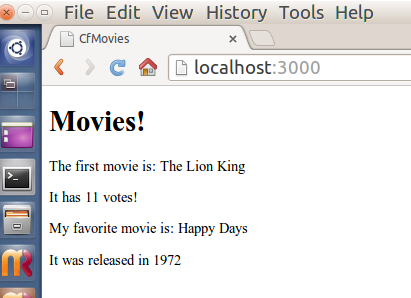 File Edit View History Tools Help
CfMovies
localhost:3000
Movies!
The first movie is: The Lion King
It has 11 votes!
My favorite movie is: Happy Days
It was released in 1972